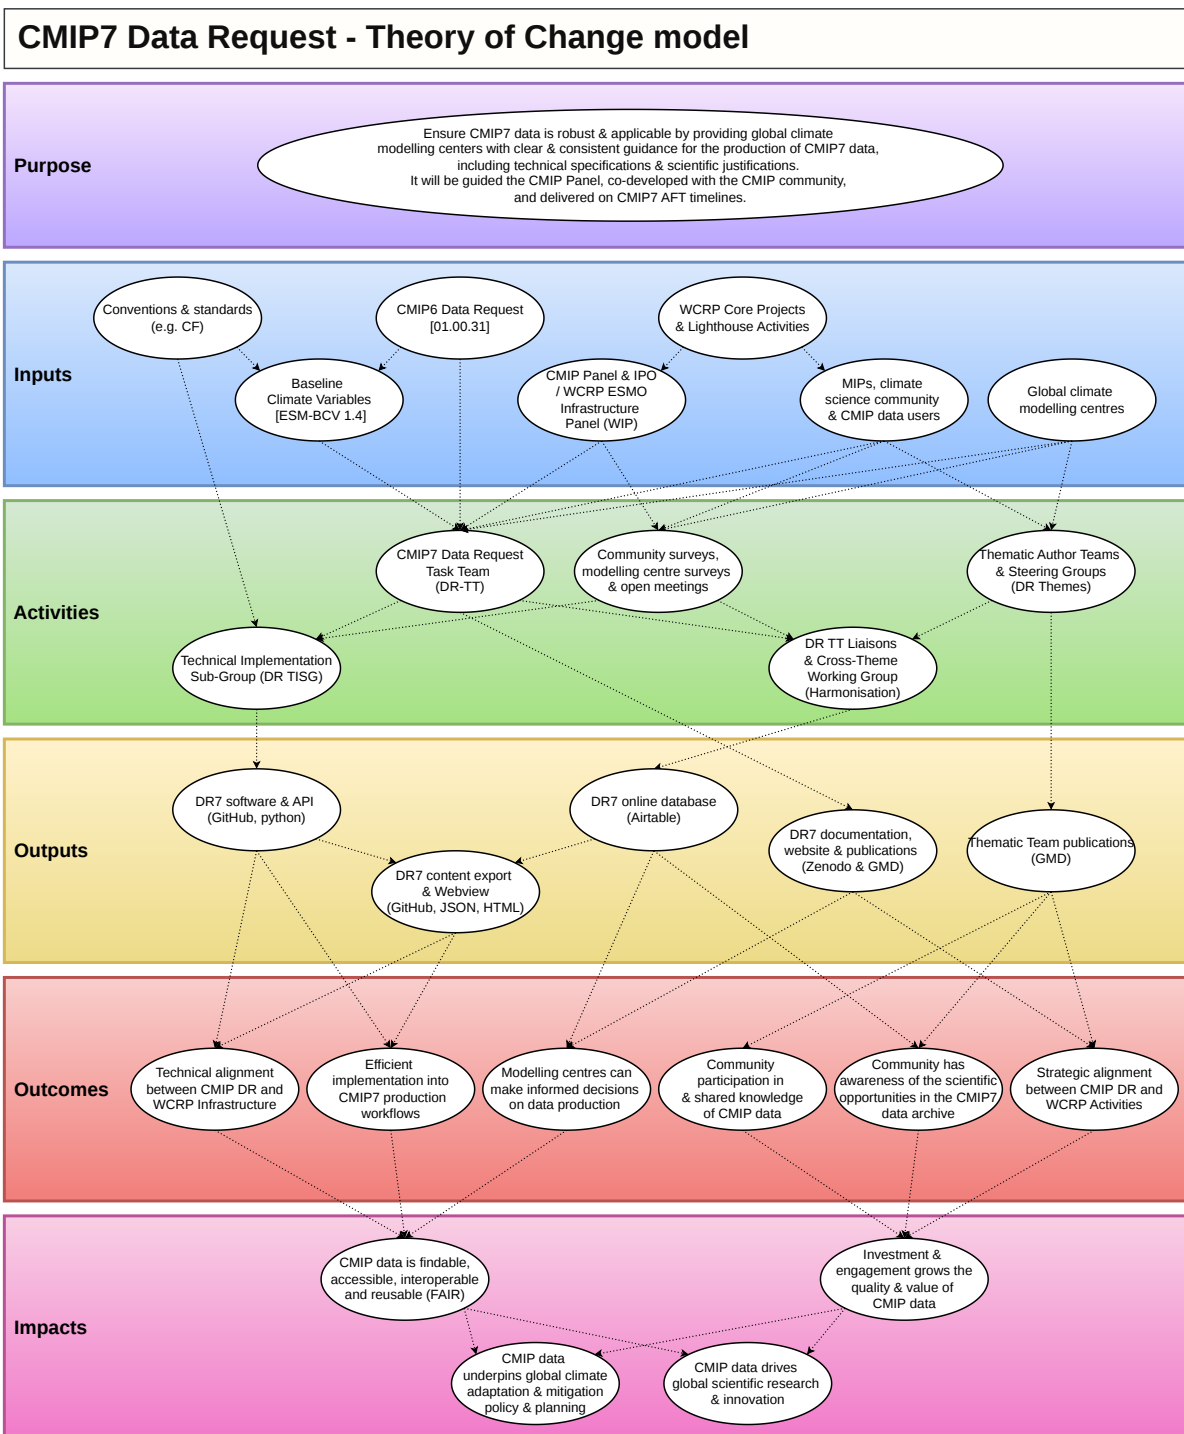 CMIP7 Data Request - Theory of Change model
Purpose
Ensure CMIP7 data is robust & applicable by providing global climate
modelling centers with clear & consistent guidance for the production of CMIP7 data,
including technical specifications & scientific justifications.
It will be guided the CMIP Panel, co-developed with the CMIP community,
and delivered on CMIP7 AFT timelines.
Inputs
Conventions & standards
(e.g. CF)
CMIP6 Data Request
[01.00.31]
WCRP Core Projects
& Lighthouse Activities
Baseline
Climate Variables
[ESM-BCV 1.4]
CMIP Panel & IPO
/ WCRP ESMO
Infrastructure
Panel (WIP)
MIPs, climate
science community
& CMIP data users
Global climate
modelling centres
Activities
CMIP7 Data Request
Task Team
(DR-TT)
Community surveys,
modelling centre surveys
& open meetings
Thematic Author Teams
& Steering Groups
(DR Themes)
Technical Implementation
Sub-Group (DR TISG)
DR TT Liaisons
& Cross-Theme
Working Group
(Harmonisation)
Outputs
DR7 software & API
(GitHub, python)
DR7 online database
(Airtable)
DR7 documentation,
website & publications
(Zenodo & GMD)
Thematic Team publications
(GMD)
DR7 content export
& Webview
(GitHub, JSON, HTML)
Outcomes
Technical alignment
between CMIP DR and
WCRP Infrastructure
Efficient
implementation into
CMIP7 production
workflows
Modelling centres can
make informed decisions
on data production
Community
participation in
& shared knowledge
of CMIP data
Community has
awareness of the scientific
opportunities in the CMIP7
data archive
Strategic alignment
between CMIP DR and
WCRP Activities
Impacts
CMIP data is findable,
accessible, interoperable
and reusable (FAIR)
Investment &
engagement grows the
quality & value of
CMIP data
CMIP data
underpins global climate
adaptation & mitigation
policy & planning
CMIP data drives
global scientific research
& innovation